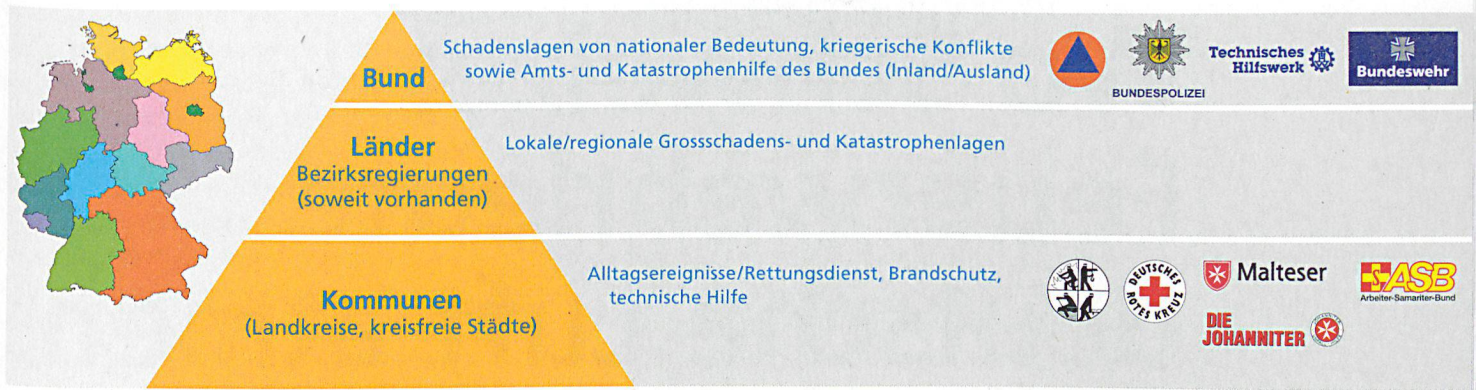 Bund
Schadenslagen von nationaler Bedeutung, kriegerische Konflikte
sowie Amts- und Katastrophenhilfe des Bundes (Inland/Ausland)
BUNDESPOLIZEI
Technisches
Hilfswerk
Bundeswehr
Länder
Bezirksregierungen
(soweit vorhanden)
Lokale/regionale Grossschadens- und Katastrophenlagen
Kommunen
(Landkreise, kreisfreie Städte)
Alltagsereignisse/Rettungsdienst, Brandschutz,
technische Hilfe
DEUTSCHES
ROTES KREUZ
Malteser
ASB
Arbeiter-Samariter-Bund
DIE
JOHANNITER